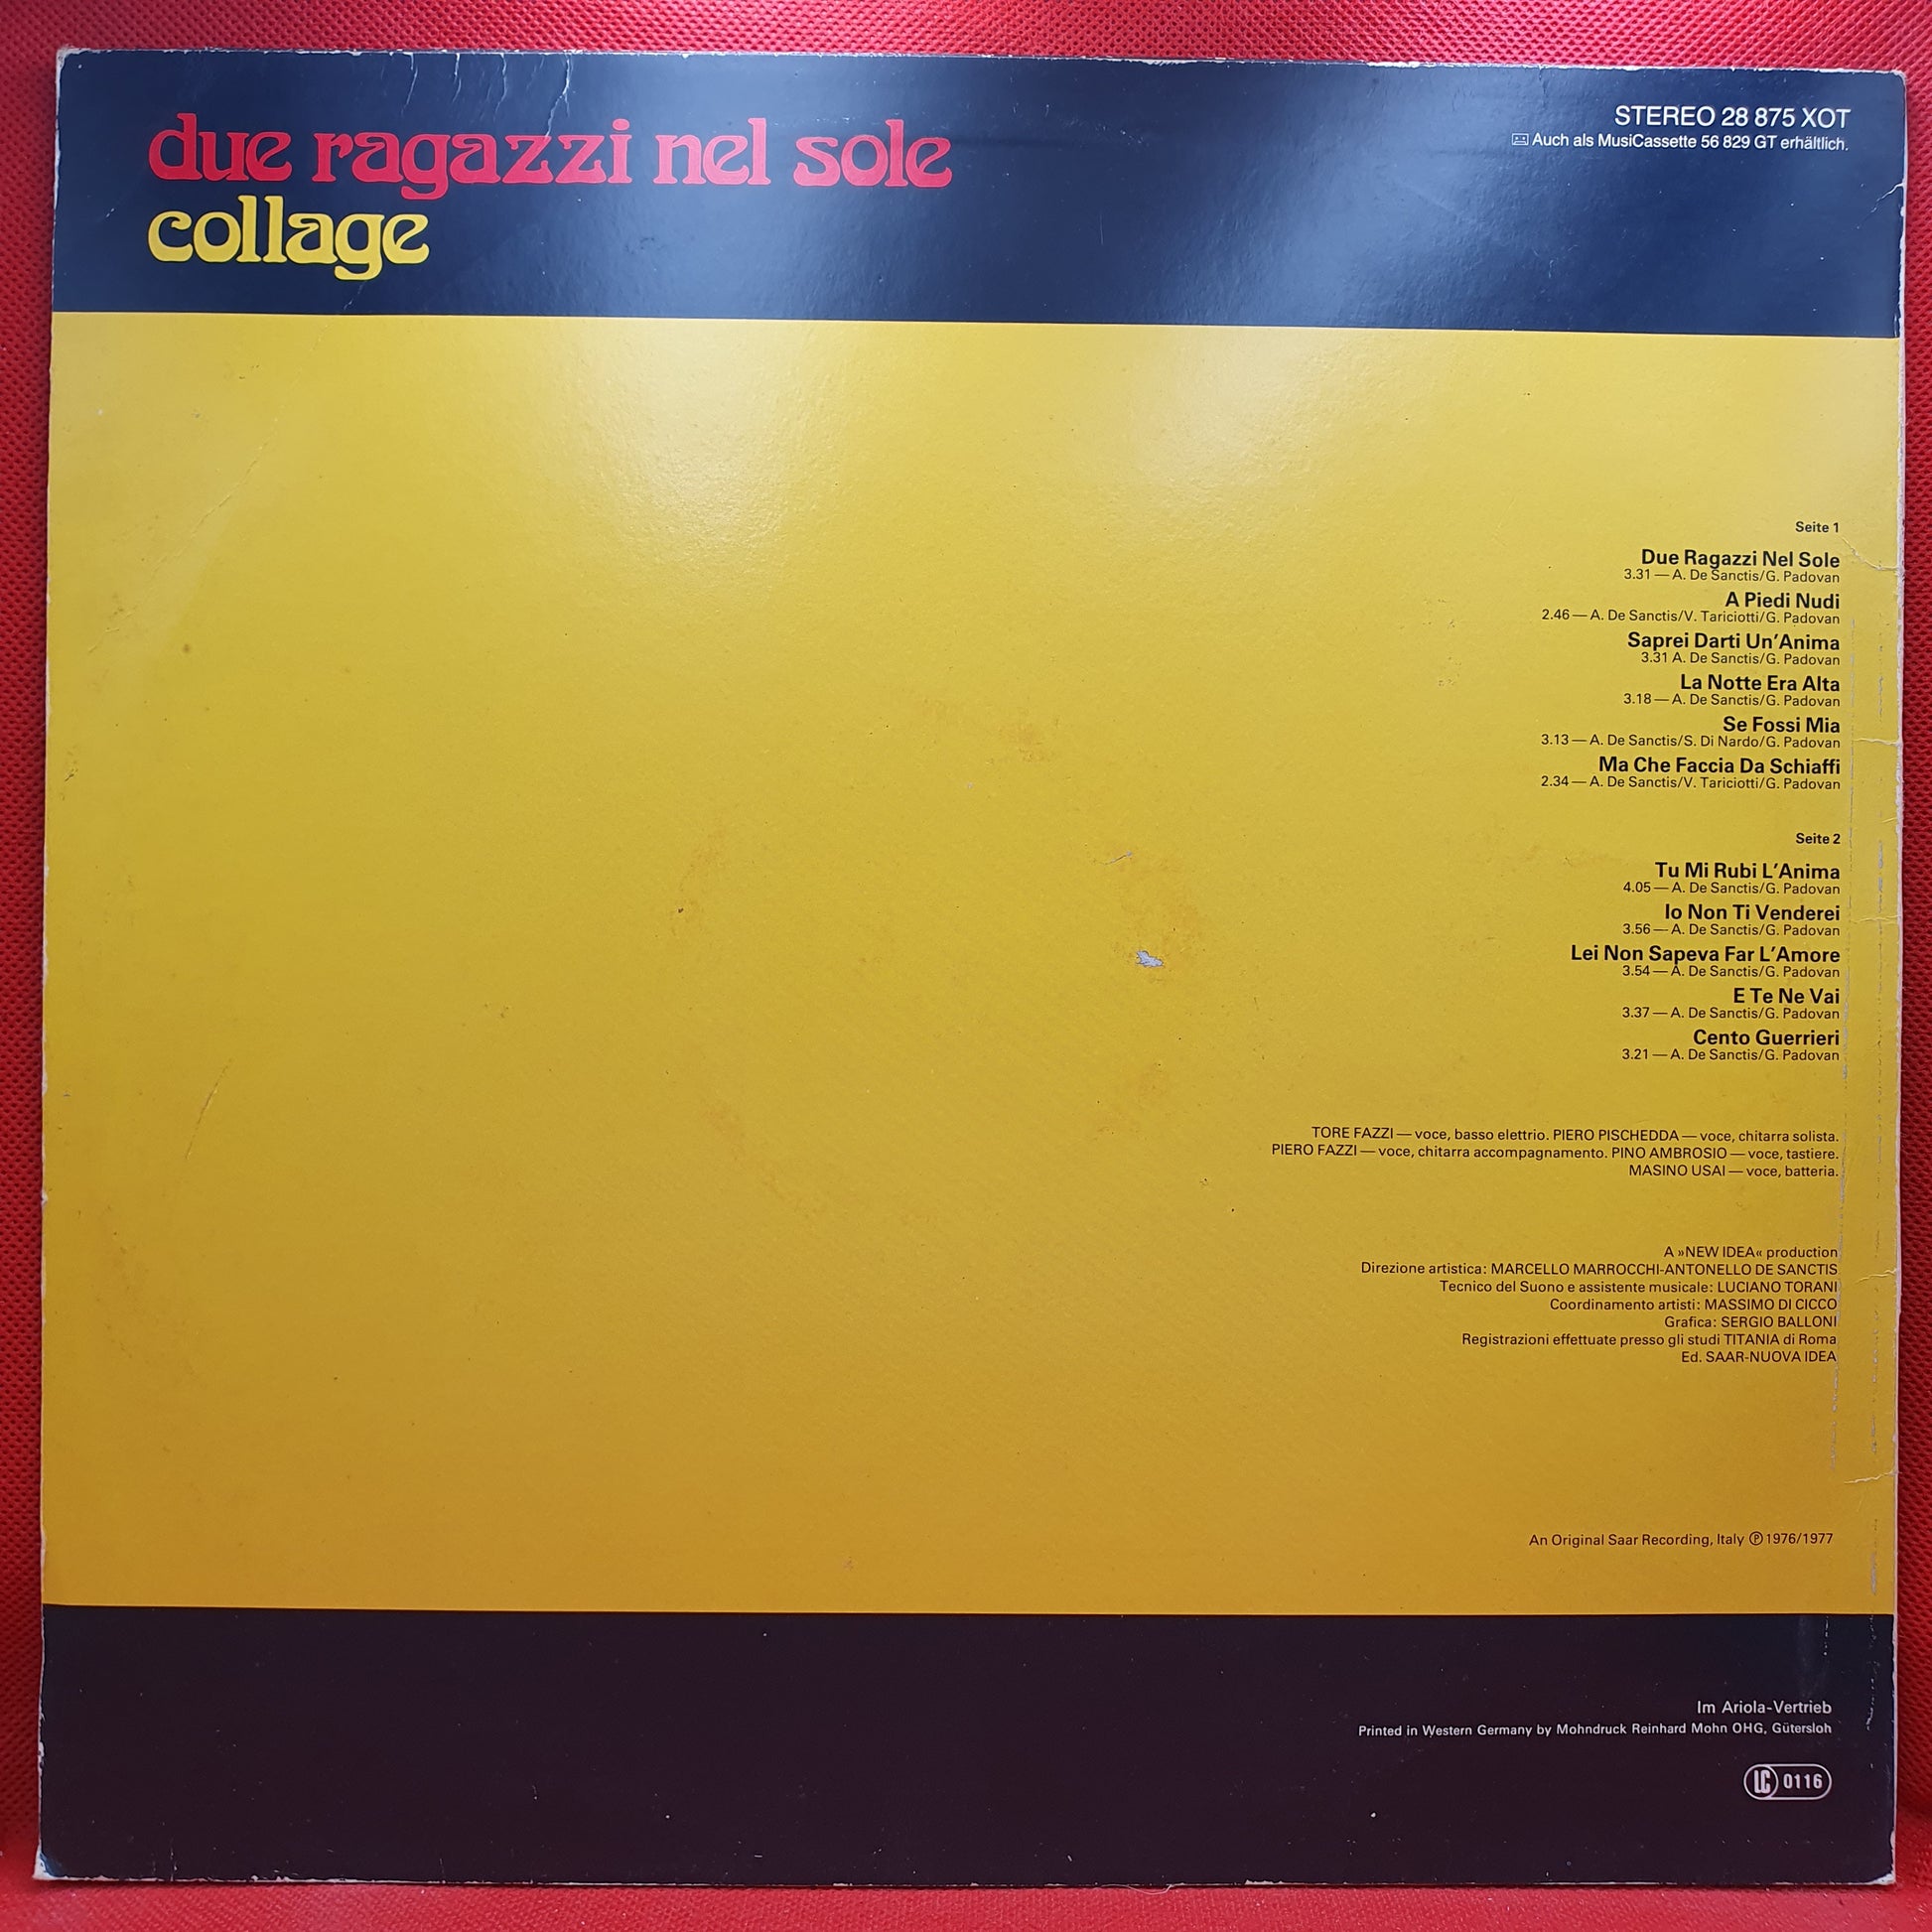 due ragazzi nel sole
collage
STEREO 28 875 XOT
Auch als MusiCassette 56 829 GT erhältlich.
Seite 1
Due Ragazzi Nel Sole
3.31 — A. De Sanctis/G. Padovan
A Piedi Nudi
2.46 — A. De Sanctis/V. Tariciotti/G. Padovan
Saprei Darti Un'Anima
3.31 A. De Sanctis/G. Padovan
La Notte Era Alta
3.18 — A. De Sanctis/G. Padovan
Se Fossi Mia
3.13 — A. De Sanctis/S. Di Nardo/G. Padovan
Ma Che Faccia Da Schiaffi
2.34 — A. De Sanctis/V. Tariciotti/G. Padovan
Seite 2
Tu Mi Rubi L'Anima
4.05 — A. De Sanctis/G. Padovan
Io Non Ti Venderei
3.56 — A. De Sanctis/G. Padovan
Lei Non Sapeva Far L'Amore
3.54 — A. De Sanctis/G. Padovan
E Te Ne Vai
3.37 — A. De Sanctis/G. Padovan
Cento Guerrieri
3.21 — A. De Sanctis/G. Padovan
TORE FAZZI — voce, basso elettrio. PIERO PISCHEDDA — voce, chitarra solista.
PIERO FAZZI — voce, chitarra accompagnamento. PINO AMBROSIO — voce, tastiere.
MASINO USAI — voce, batteria.
A »NEW IDEA« production
Direzione artistica: MARCELLO MARROCCHI-ANTONELLO DE SANCTIS
Tecnico del Suono e assistente musicale: LUCIANO TORANI
Coordinamento artisti: MASSIMO DI CICCO
Grafica: SERGIO BALLONI
Registrazioni effettuate presso gli studi TITANIA di Roma
Ed. SAAR-NUOVA IDEA
An Original Saar Recording, Italy ℗ 1976/1977
Im Ariola-Vertrieb
Printed in Western Germany by Mohndruck Reinhard Mohn OHG, Gütersloh
LC 0116